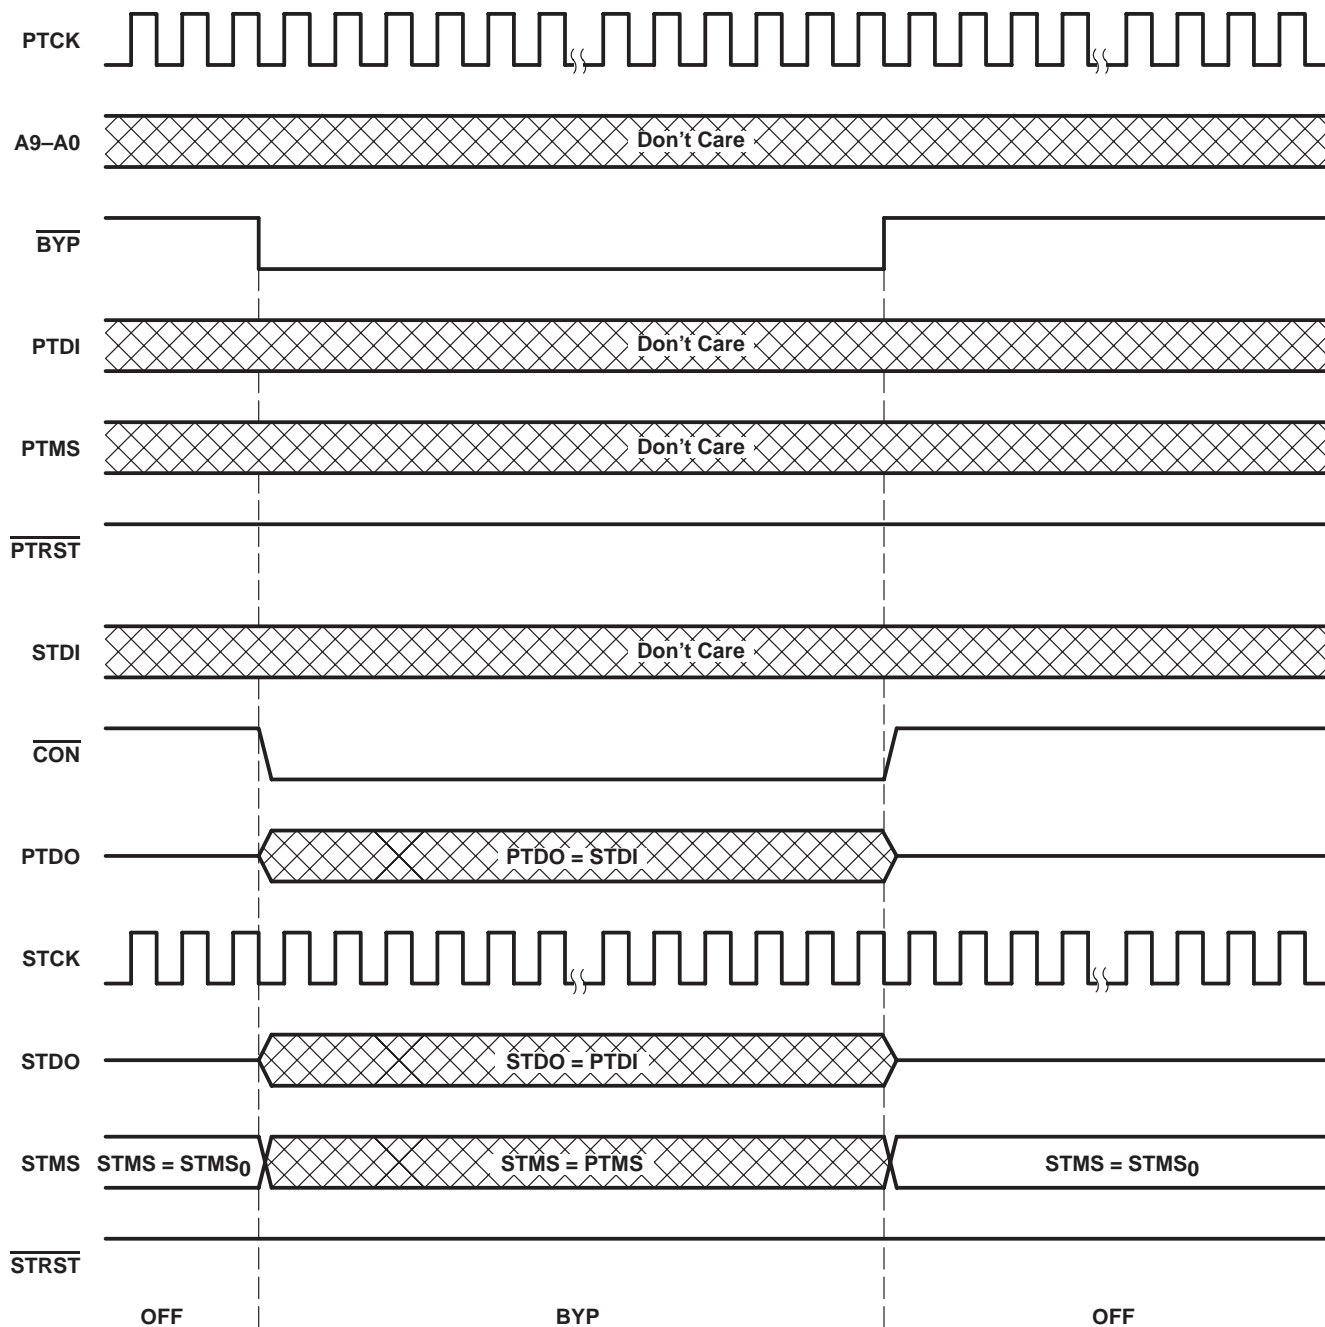 PTCK
A9–A0 Don't Care
BYP
PTDI Don't Care
PTMS Don't Care
PTRST
STDI Don't Care
CON
PTDO PTDO = STDI
STCK
STDO STDO = PTDI
STMS STMS = STMS0 STMS = PTMS STMS = STMS0
STRST
OFF BYP OFF